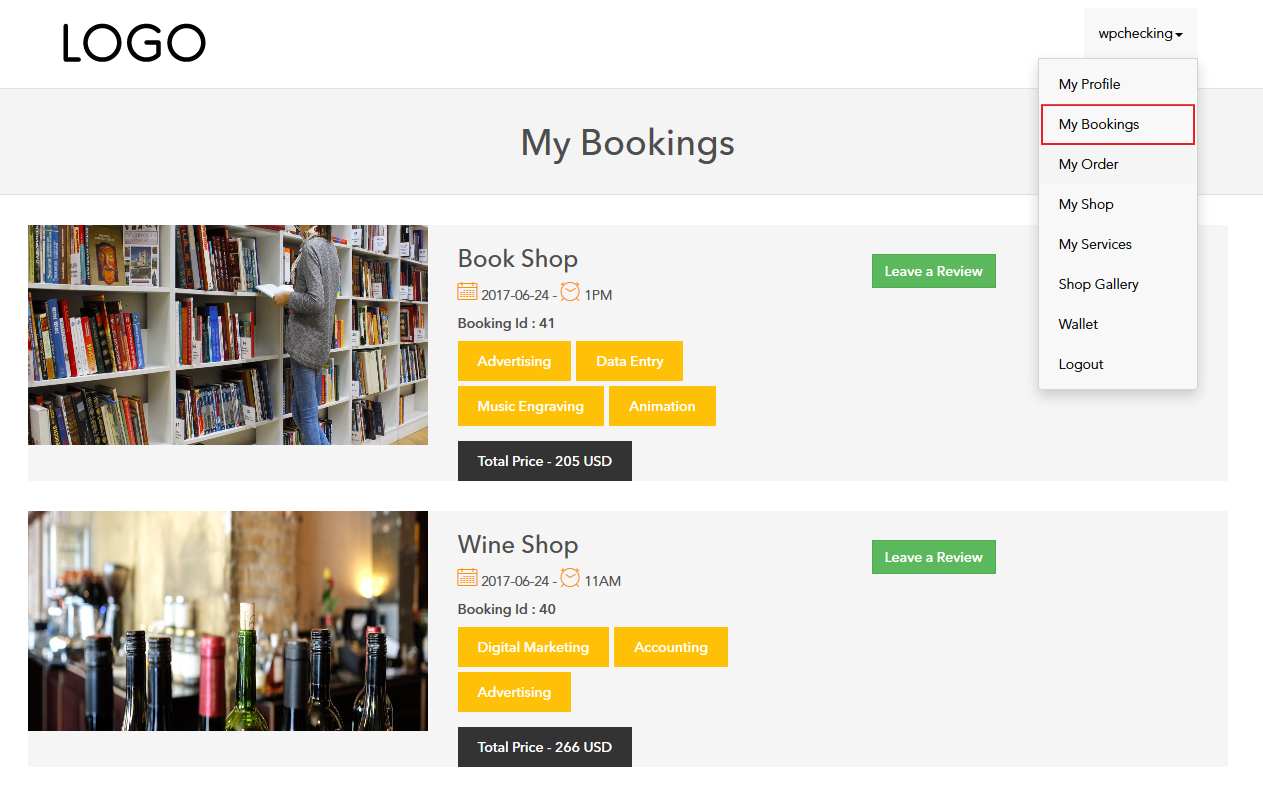 LOGO
wpchecking
My Profile
My Bookings
My Order
My Shop
My Services
Shop Gallery
Wallet
Logout
My Bookings
Book Shop
2017-06-24 - 1PM
Booking Id : 41
Advertising Data Entry
Music Engraving Animation
Total Price - 205 USD
Leave a Review
Wine Shop
2017-06-24 - 11AM
Booking Id : 40
Digital Marketing Accounting
Advertising
Total Price - 266 USD
Leave a Review